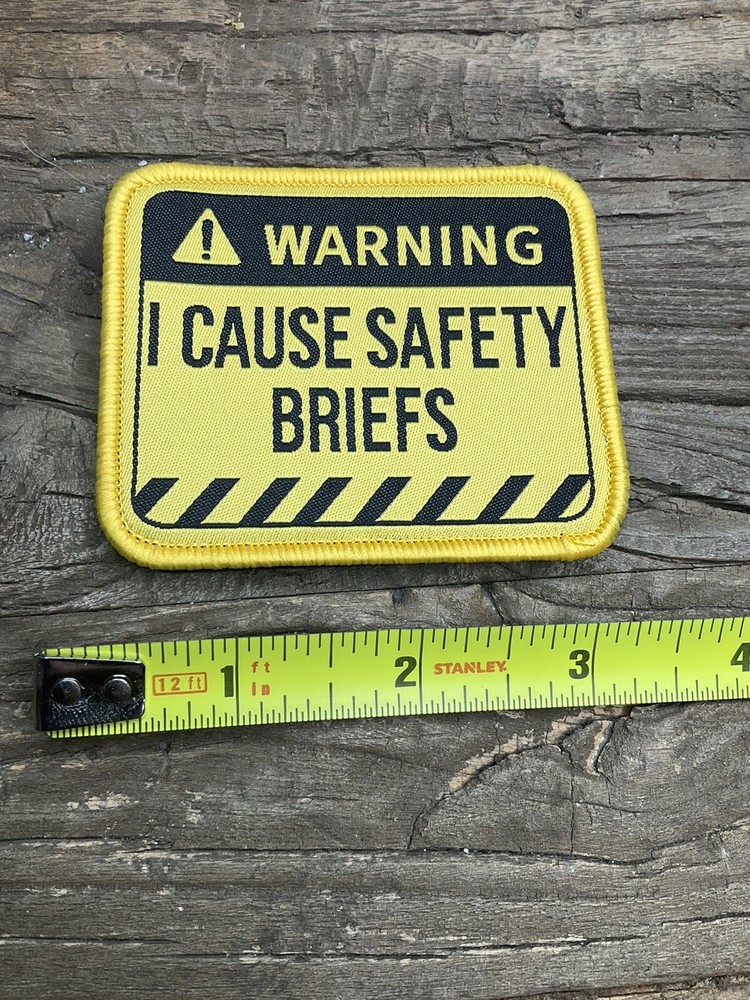 ! WARNING
I CAUSE SAFETY
BRIEFS
12 ft 1 ft in 2 STANLEY. 3 4